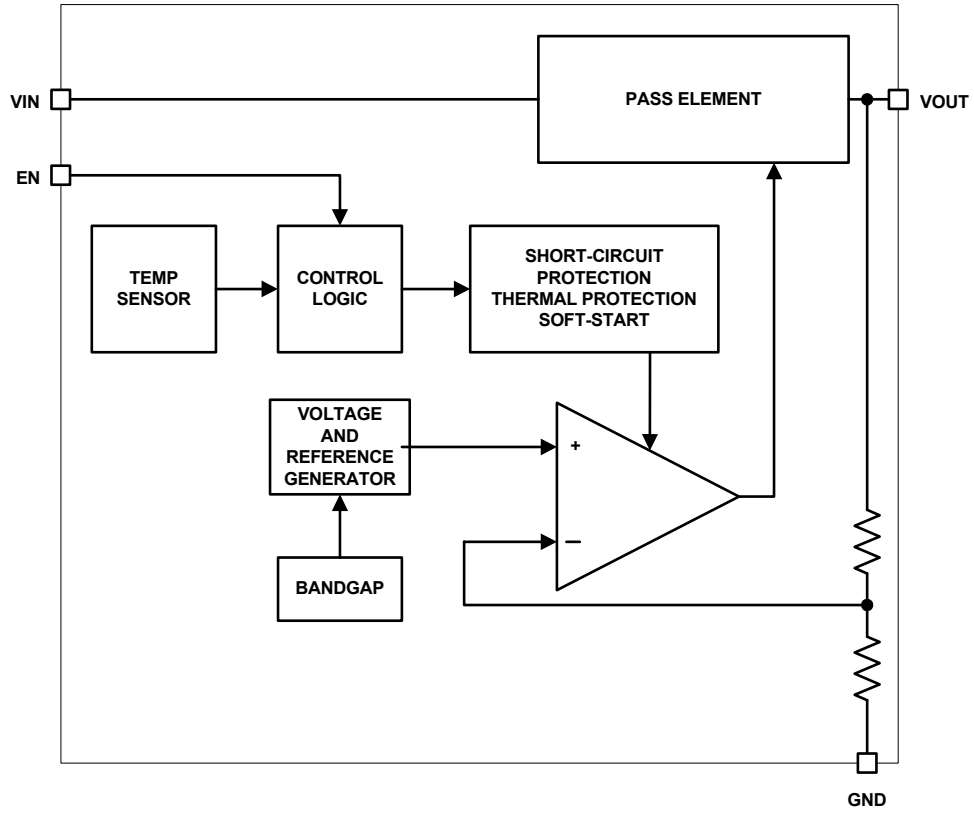 PASS ELEMENT
VIN
VOUT
EN
TEMP
SENSOR
CONTROL
LOGIC
SHORT-CIRCUIT
PROTECTION
THERMAL PROTECTION
SOFT-START
VOLTAGE
AND
REFERENCE
GENERATOR
+
–
BANDGAP
GND